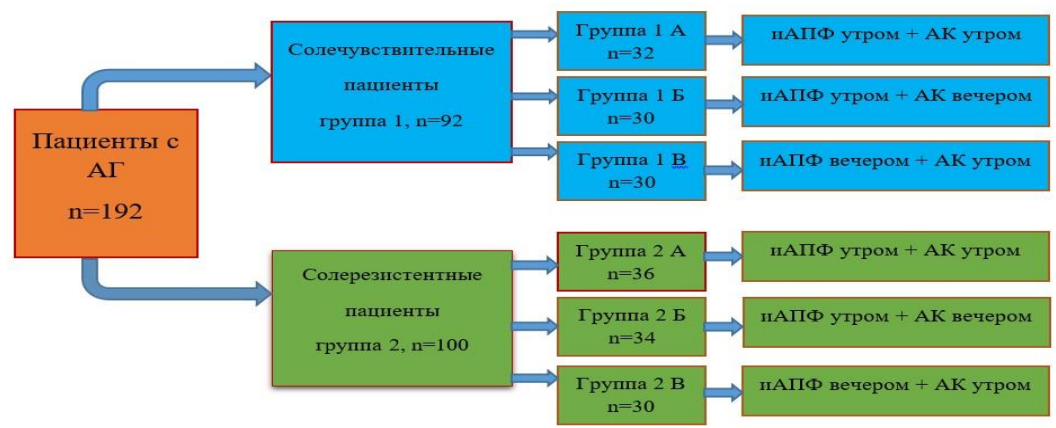 Пациенты с
АГ
n=192
Солечувствительные
пациенты
группа 1, n=92
Группа 1 А
n=32
иАПФ утром + АК утром
Группа 1 Б
n=30
иАПФ утром + АК вечером
Группа 1 В
n=30
иАПФ вечером + АК утром
Солерезистентные
пациенты
группа 2, n=100
Группа 2 А
n=36
иАПФ утром + АК утром
Группа 2 Б
n=34
иАПФ утром + АК вечером
Группа 2 В
n=30
иАПФ вечером + АК утром